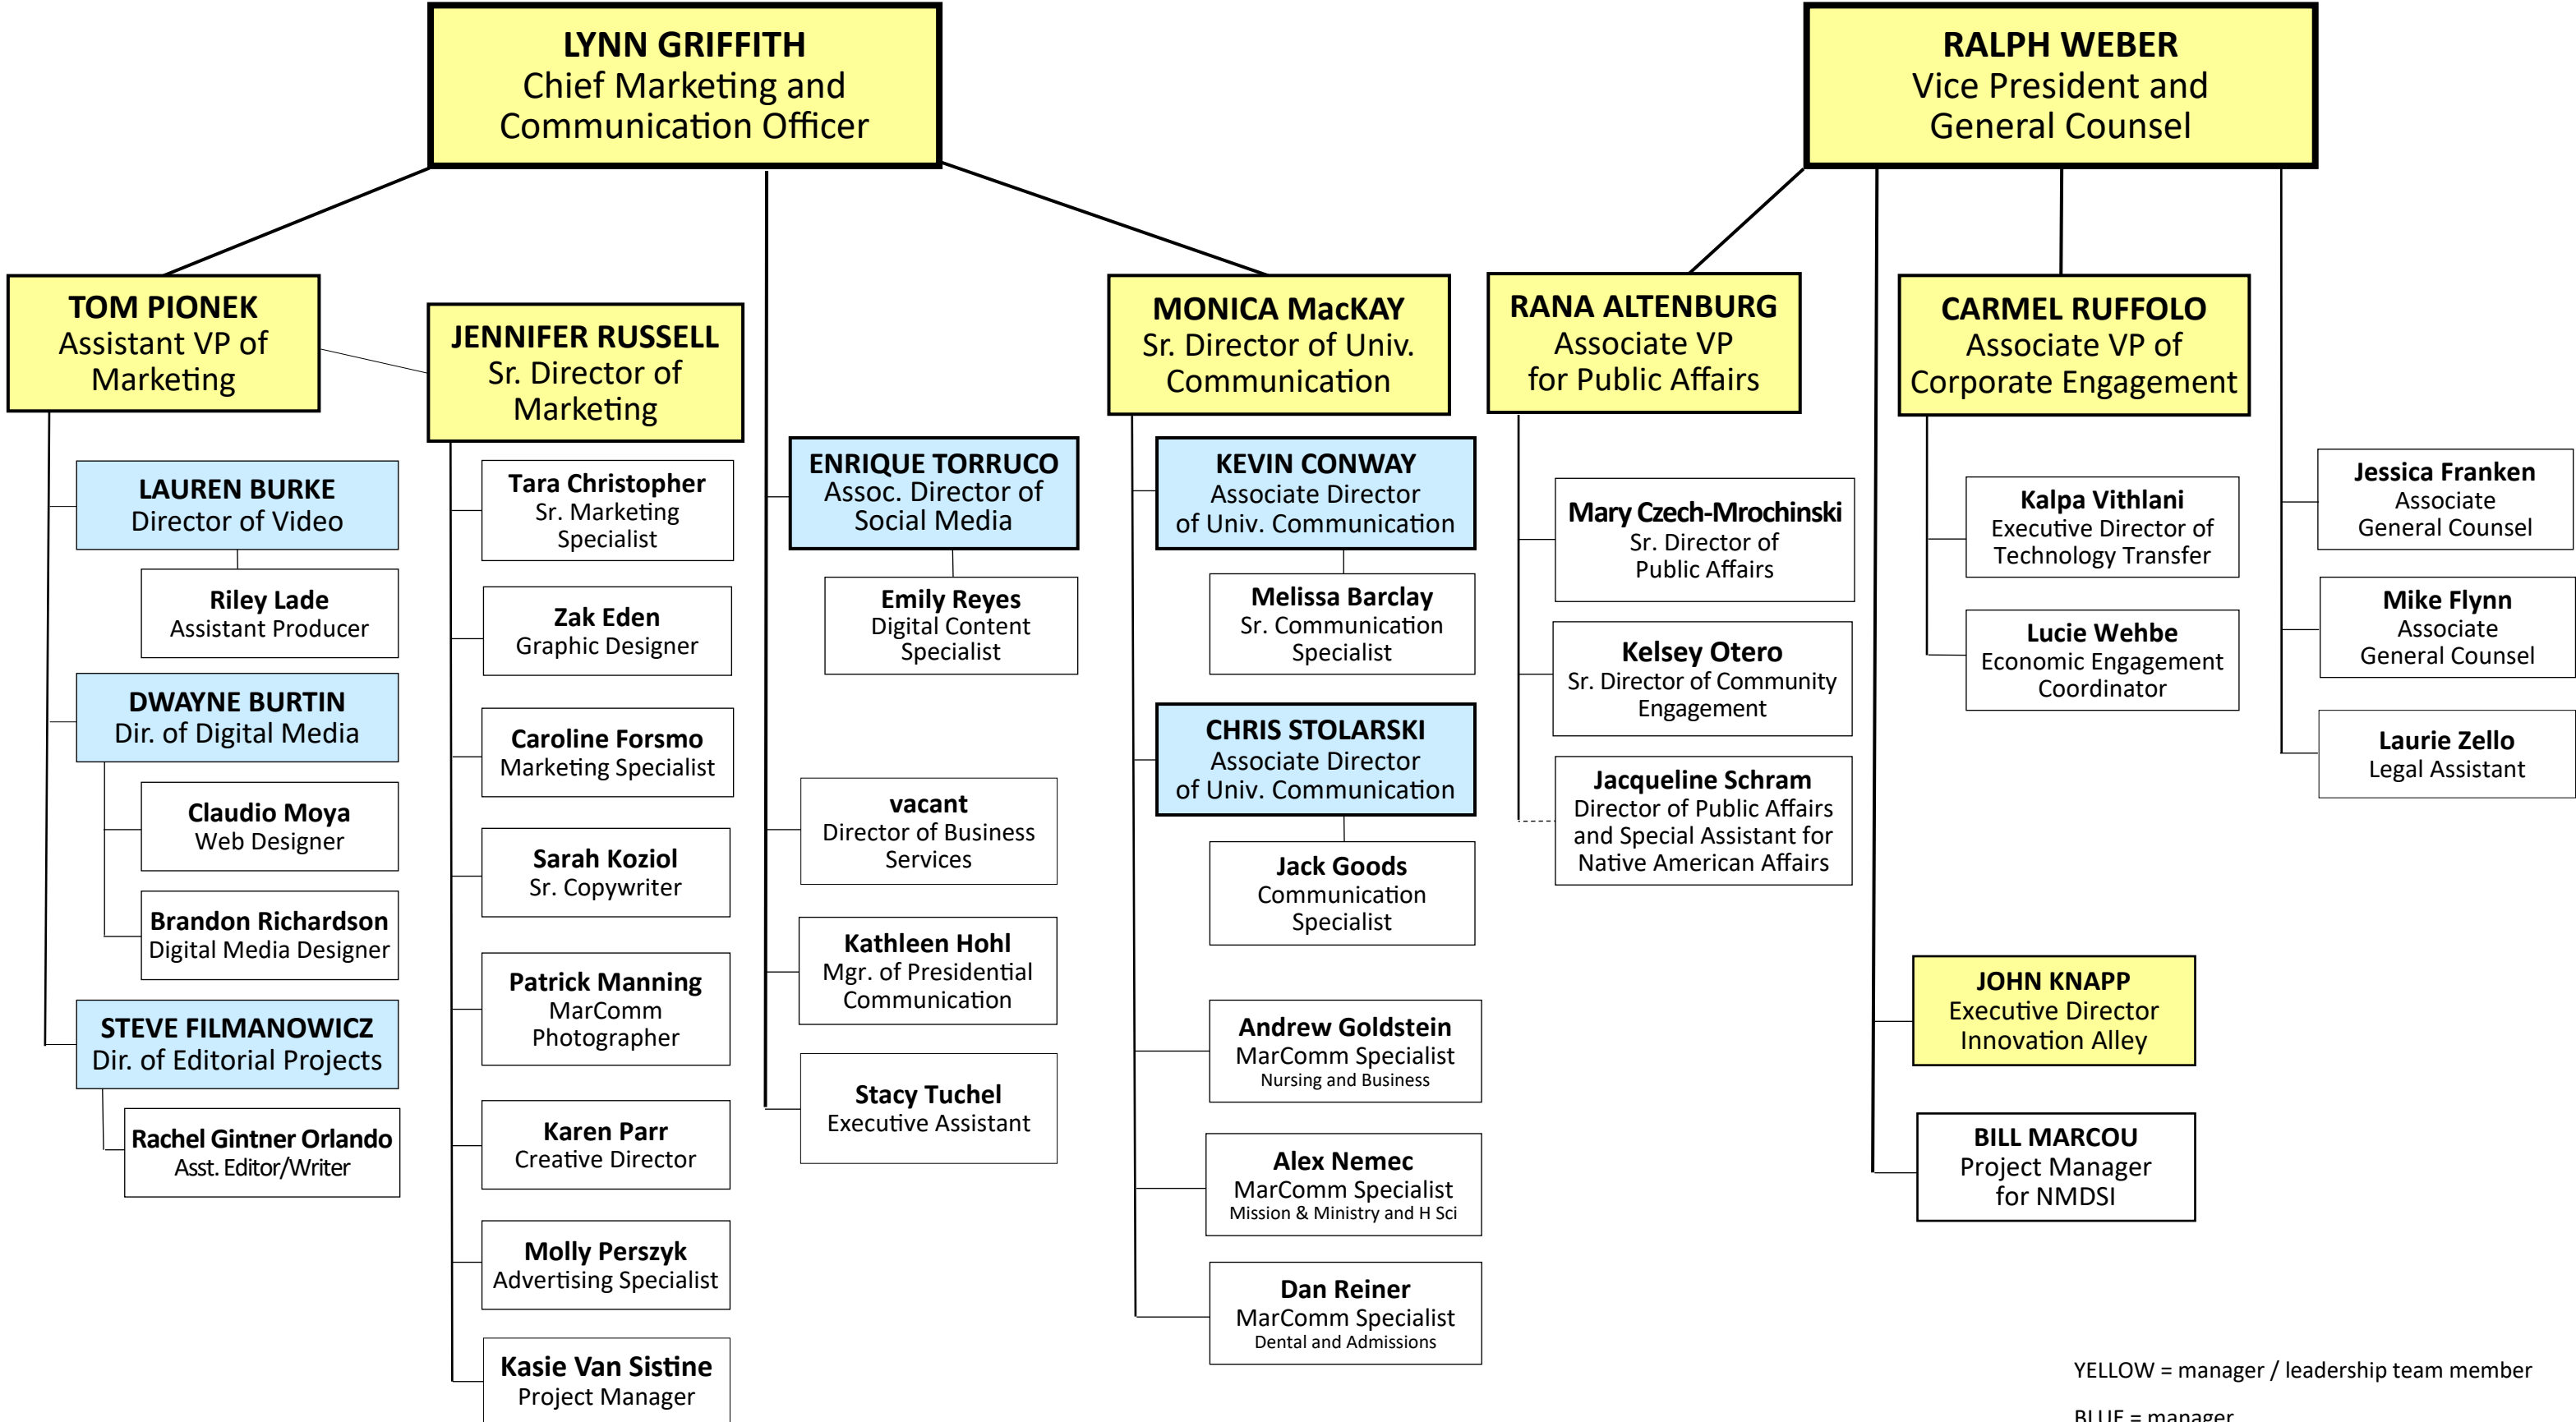 LYNN GRIFFITH
Chief Marketing and
Communication Officer
RALPH WEBER
Vice President and
General Counsel
TOM PIONEK
Assistant VP of
Marketing
JENNIFER RUSSELL
Sr. Director of
Marketing
MONICA MacKAY
Sr. Director of Univ.
Communication
RANA ALTENBURG
Associate VP
for Public Affairs
CARMEL RUFFOLO
Associate VP of
Corporate Engagement
LAUREN BURKE
Director of Video
Riley Lade
Assistant Producer
DWAYNE BURTIN
Dir. of Digital Media
Claudio Moya
Web Designer
Brandon Richardson
Digital Media Designer
STEVE FILMANOWICZ
Dir. of Editorial Projects
Rachel Gintner Orlando
Asst. Editor/Writer
Tara Christopher
Sr. Marketing
Specialist
Zak Eden
Graphic Designer
Caroline Forsmo
Marketing Specialist
Sarah Koziol
Sr. Copywriter
Patrick Manning
MarComm
Photographer
Karen Parr
Creative Director
Molly Perszyk
Advertising Specialist
Kasie Van Sistine
Project Manager
ENRIQUE TORRUCO
Assoc. Director of
Social Media
Emily Reyes
Digital Content
Specialist
vacant
Director of Business
Services
Kathleen Hohl
Mgr. of Presidential
Communication
Stacy Tuchel
Executive Assistant
KEVIN CONWAY
Associate Director
of Univ. Communication
Melissa Barclay
Sr. Communication
Specialist
CHRIS STOLARSKI
Associate Director
of Univ. Communication
Jack Goods
Communication
Specialist
Andrew Goldstein
MarComm Specialist
Nursing and Business
Alex Nemec
MarComm Specialist
Mission & Ministry and H Sci
Dan Reiner
MarComm Specialist
Dental and Admissions
Mary Czech-Mrochinski
Sr. Director of
Public Affairs
Kelsey Otero
Sr. Director of Community
Engagement
Jacqueline Schram
Director of Public Affairs
and Special Assistant for
Native American Affairs
Kalpa Vithlani
Executive Director of
Technology Transfer
Lucie Wehbe
Economic Engagement
Coordinator
Jessica Franken
Associate
General Counsel
Mike Flynn
Associate
General Counsel
Laurie Zello
Legal Assistant
JOHN KNAPP
Executive Director
Innovation Alley
BILL MARCOU
Project Manager
for NMDSI
YELLOW = manager / leadership team member
BLUE = manager